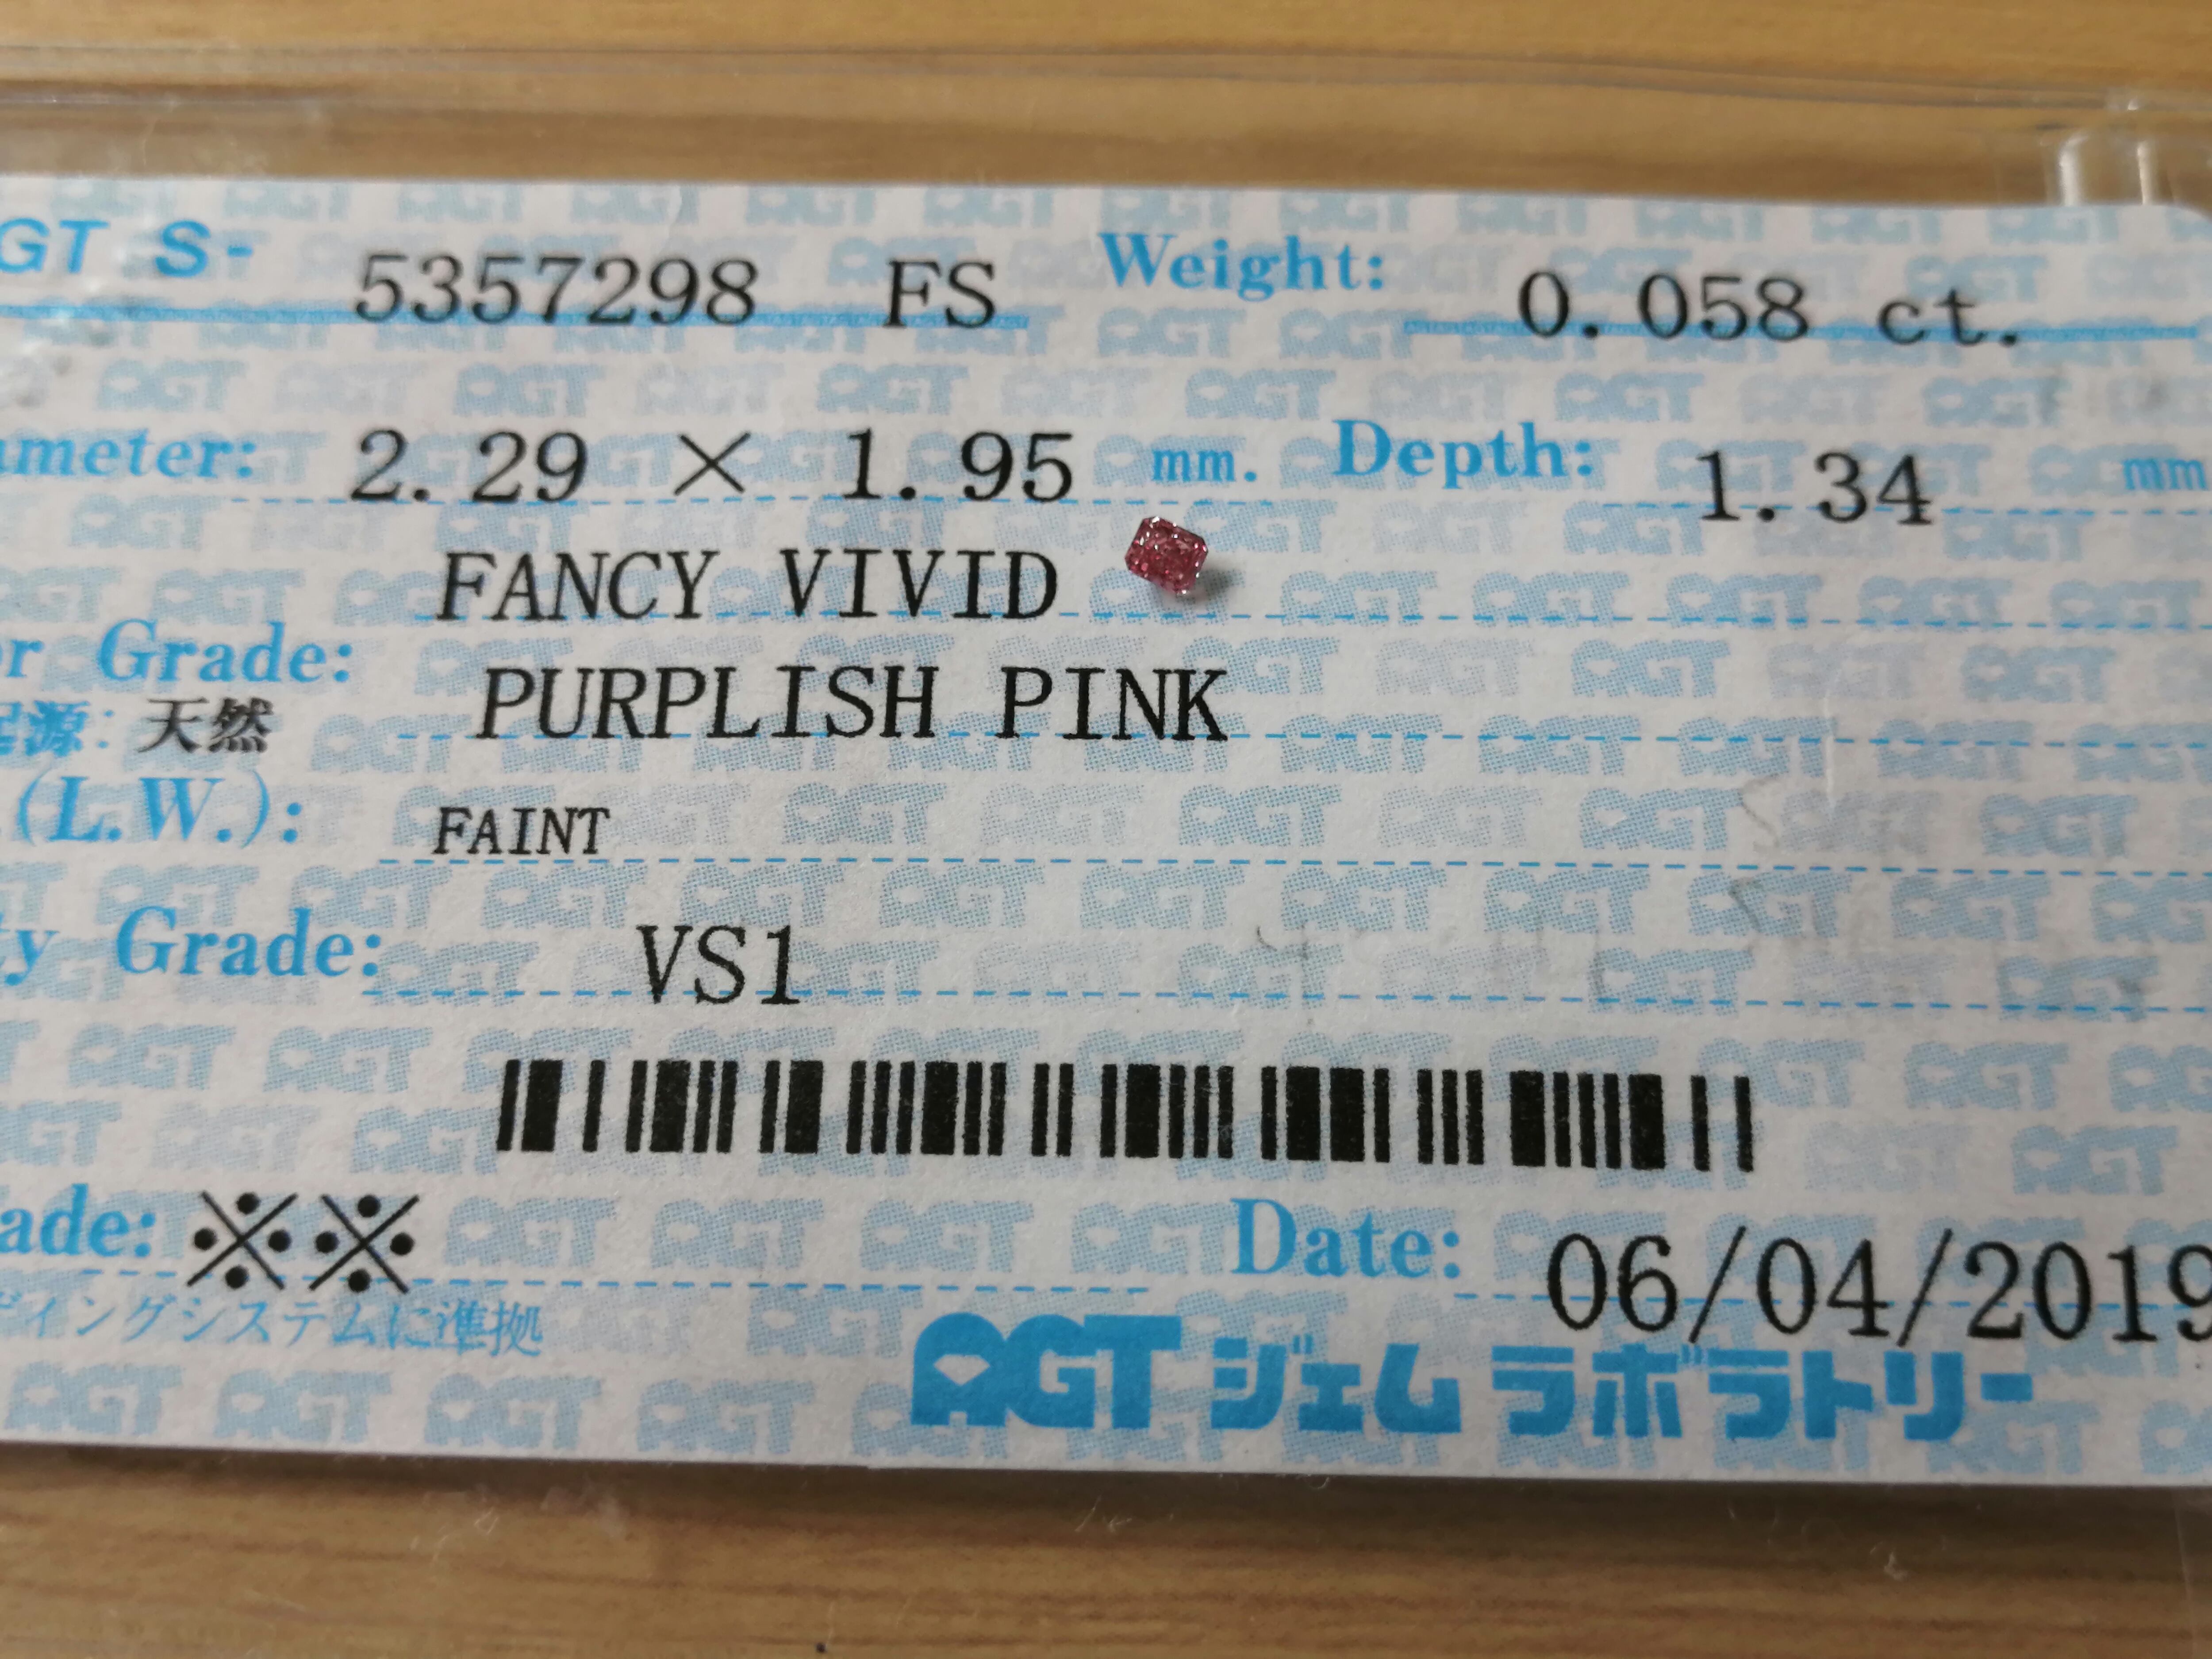 GT S- 5357298 FS Weight: 0.058 ct.
meter: 2.29 × 1.95 mm. Depth: 1.34 mm
FANCY VIVID
r Grade: PURPLISH PINK
起源: 天然
(L.W.): FAINT
ty Grade: VS1
ade: ※※ Date: 06/04/2019
ディングシステムに準拠
AGT ジェム ラボラトリー